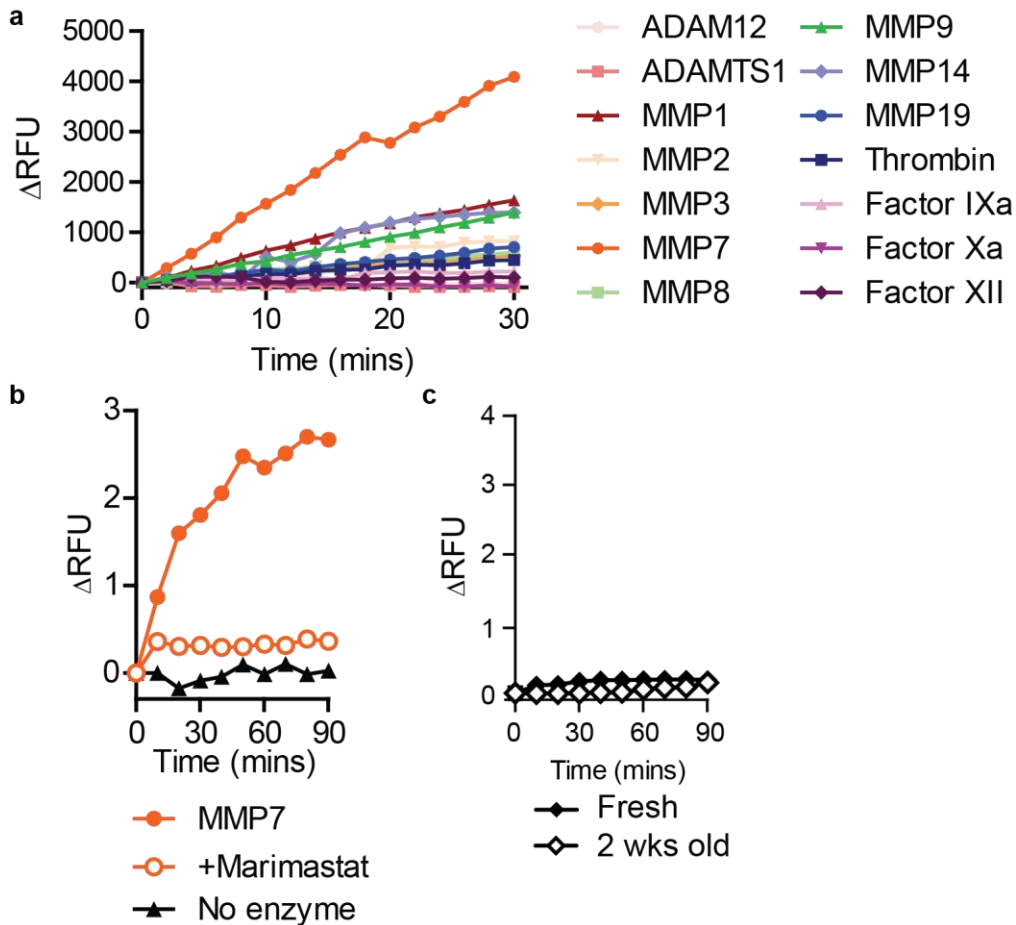 a
5000
4000
3000
2000
1000
0
ΔRFU
0 10 20 30
Time (mins)
ADAM12
ADAMTS1
MMP1
MMP2
MMP3
MMP7
MMP8
MMP9
MMP14
MMP19
Thrombin
Factor IXa
Factor Xa
Factor XII
b
3
2
1
0
ΔRFU
0 30 60 90
Time (mins)
MMP7
+Marimastat
No enzyme
c
4
3
2
1
0
ΔRFU
0 30 60 90
Time (mins)
Fresh
2 wks old